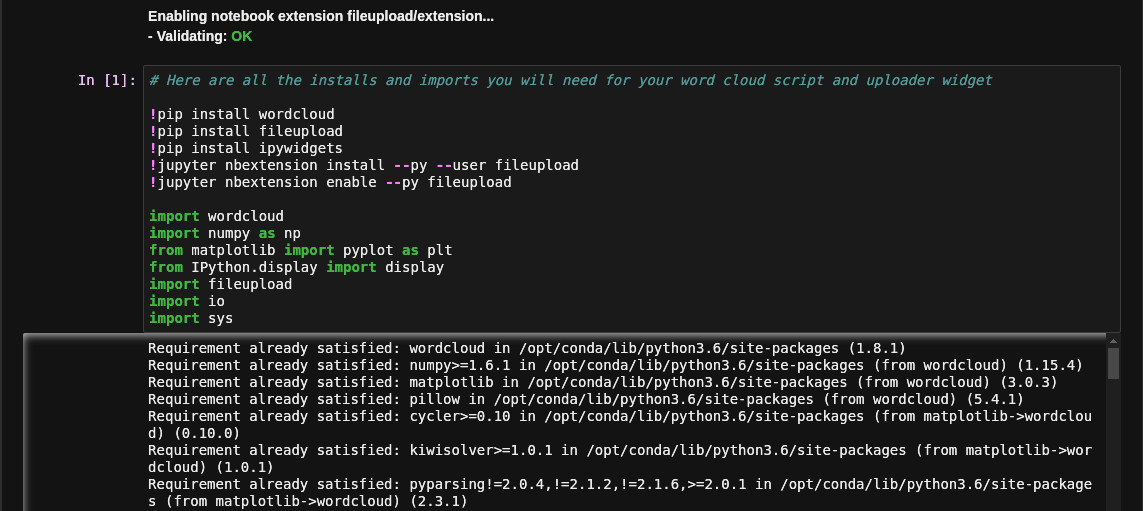 Enabling notebook extension fileupload/extension...
- Validating: OK
In [1]:
# Here are all the installs and imports you will need for your word cloud script and uploader widget
!pip install wordcloud
!pip install fileupload
!pip install ipywidgets
!jupyter nbextension install --py --user fileupload
!jupyter nbextension enable --py fileupload
import wordcloud
import numpy as np
from matplotlib import pyplot as plt
from IPython.display import display
import fileupload
import io
import sys
Requirement already satisfied: wordcloud in /opt/conda/lib/python3.6/site-packages (1.8.1)
Requirement already satisfied: numpy>=1.6.1 in /opt/conda/lib/python3.6/site-packages (from wordcloud) (1.15.4)
Requirement already satisfied: matplotlib in /opt/conda/lib/python3.6/site-packages (from wordcloud) (3.0.3)
Requirement already satisfied: pillow in /opt/conda/lib/python3.6/site-packages (from wordcloud) (5.4.1)
Requirement already satisfied: cycler>=0.10 in /opt/conda/lib/python3.6/site-packages (from matplotlib->wordclou
d) (0.10.0)
Requirement already satisfied: kiwisolver>=1.0.1 in /opt/conda/lib/python3.6/site-packages (from matplotlib->wor
dcloud) (1.0.1)
Requirement already satisfied: pyparsing!=2.0.4,!=2.1.2,!=2.1.6,>=2.0.1 in /opt/conda/lib/python3.6/site-package
s (from matplotlib->wordcloud) (2.3.1)